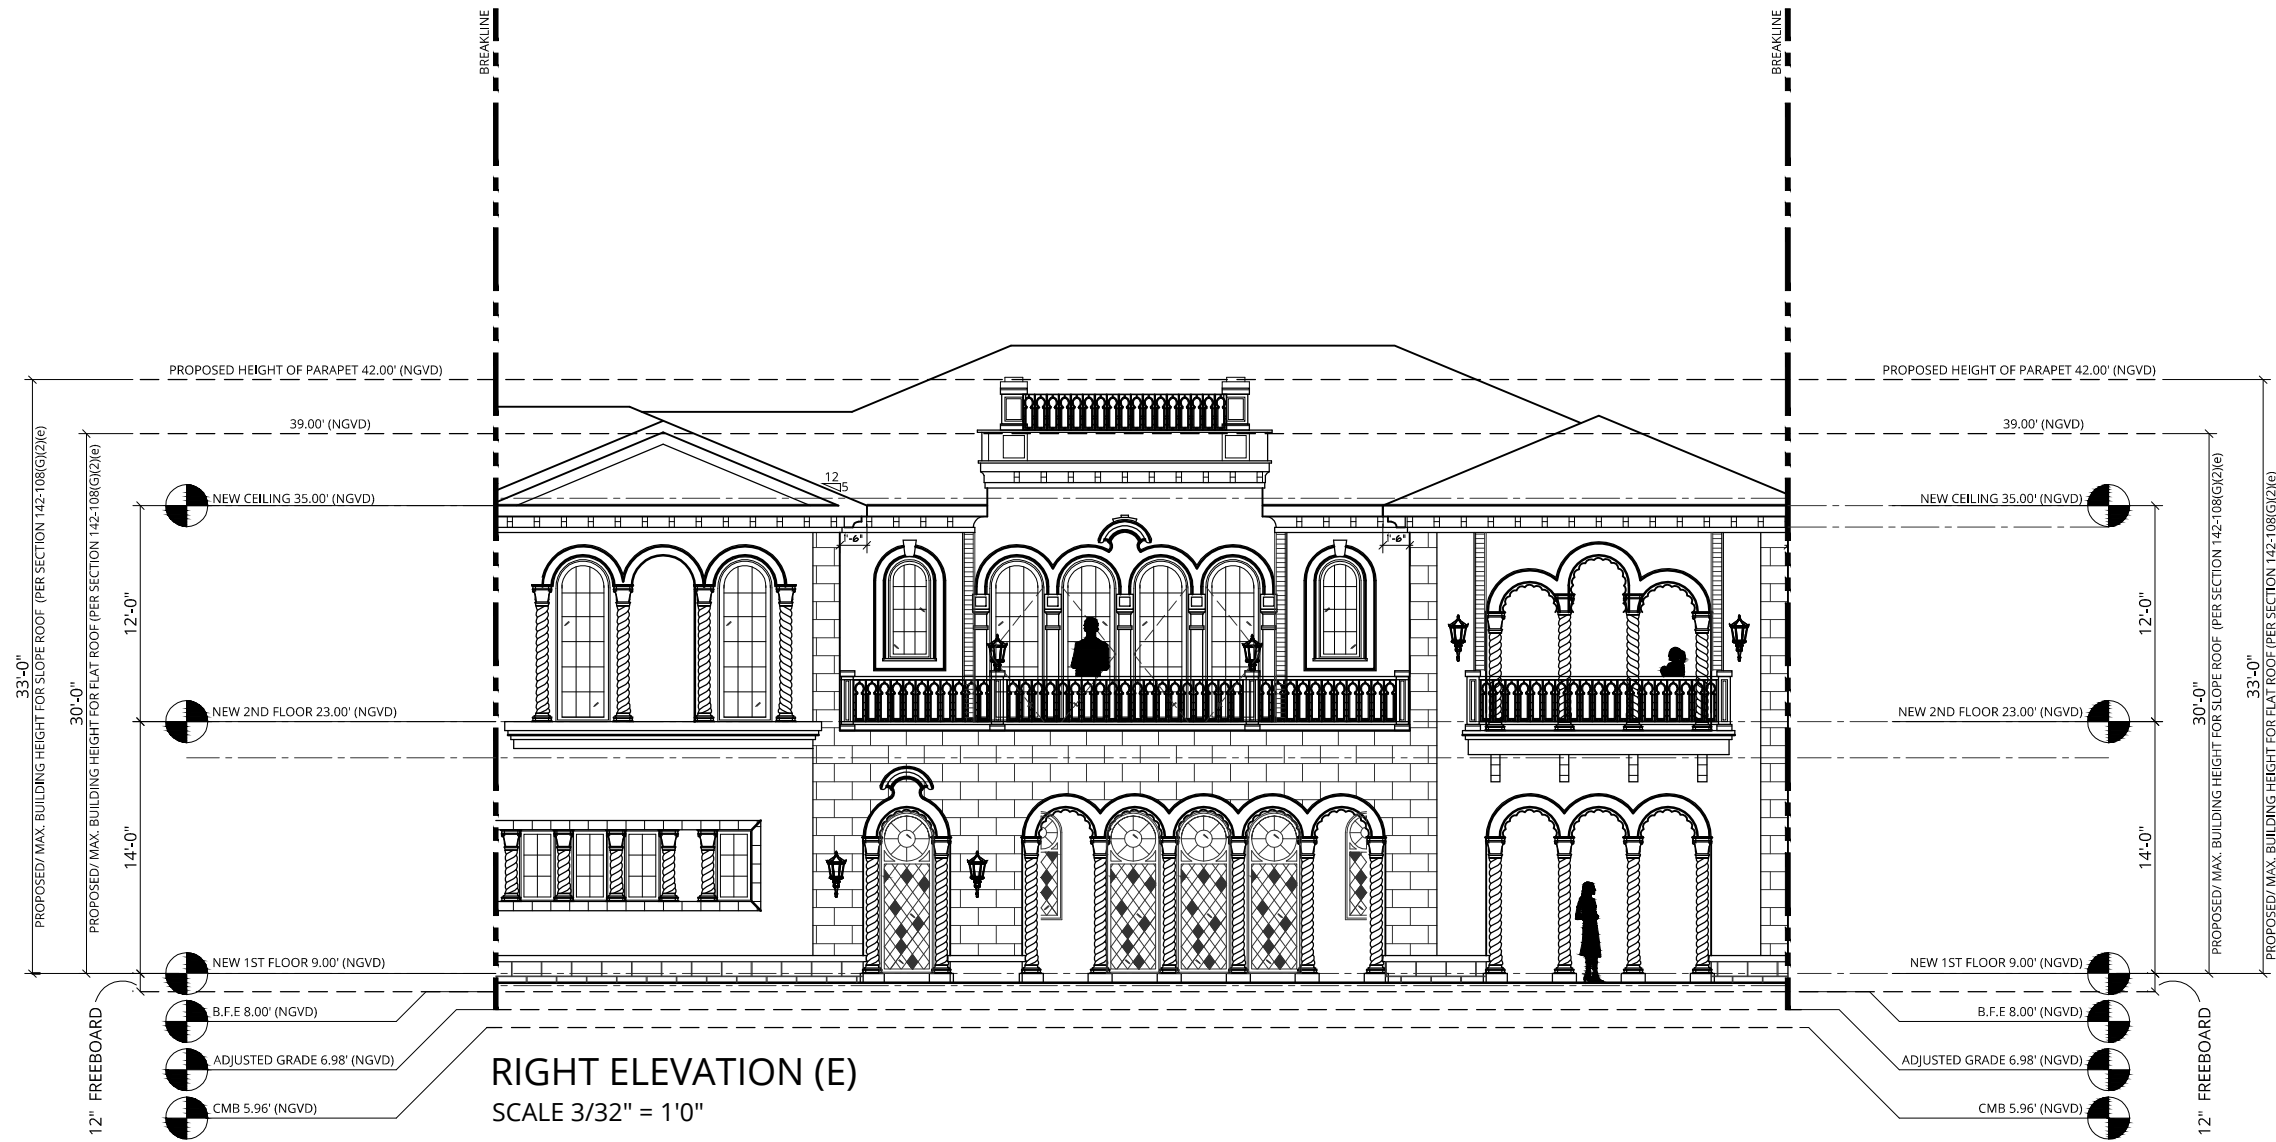 BREAKLINE
BREAKLINE
PROPOSED HEIGHT OF PARAPET 42.00' (NGVD)
PROPOSED HEIGHT OF PARAPET 42.00' (NGVD)
39.00' (NGVD)
39.00' (NGVD)
12
5
NEW CEILING 35.00' (NGVD)
NEW CEILING 35.00' (NGVD)
1'-6"
1'-6"
33'-0"
PROPOSED/ MAX. BUILDING HEIGHT FOR SLOPE ROOF (PER SECTION 142-108(G)(2)(e)
30'-0"
PROPOSED/ MAX. BUILDING HEIGHT FOR FLAT ROOF (PER SECTION 142-108(G)(2)(e)
12'-0"
12'-0"
30'-0"
PROPOSED/ MAX. BUILDING HEIGHT FOR SLOPE ROOF (PER SECTION 142-108(G)(2)(e)
33'-0"
PROPOSED/ MAX. BUILDING HEIGHT FOR FLAT ROOF (PER SECTION 142-108(G)(2)(e)
NEW 2ND FLOOR 23.00' (NGVD)
NEW 2ND FLOOR 23.00' (NGVD)
14'-0"
14'-0"
NEW 1ST FLOOR 9.00' (NGVD)
NEW 1ST FLOOR 9.00' (NGVD)
B.F.E 8.00' (NGVD)
B.F.E 8.00' (NGVD)
ADJUSTED GRADE 6.98' (NGVD)
ADJUSTED GRADE 6.98' (NGVD)
CMB 5.96' (NGVD)
CMB 5.96' (NGVD)
12" FREEBOARD
12" FREEBOARD
RIGHT ELEVATION (E)
SCALE 3/32" = 1'0"